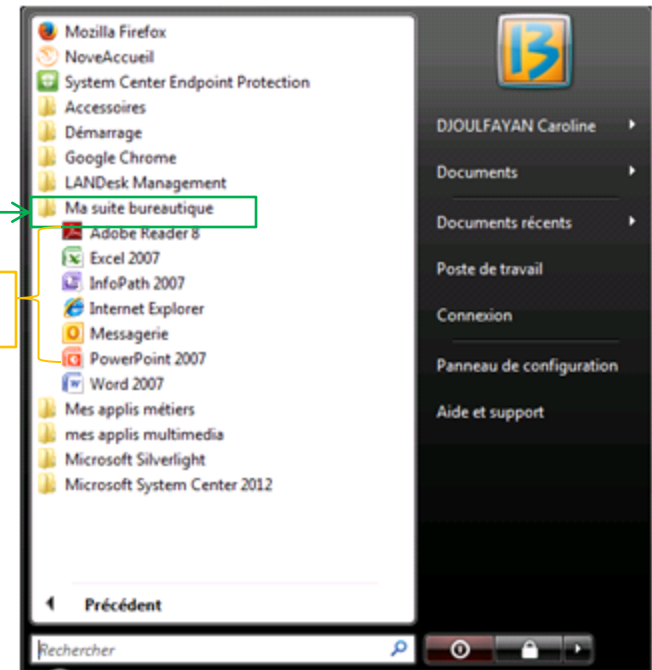 Mozilla Firefox
NoveAccueil
System Center Endpoint Protection
Accessoires
Démarrage
Google Chrome
LANDesk Management
Ma suite bureautique
Adobe Reader 8
Excel 2007
InfoPath 2007
Internet Explorer
Messagerie
PowerPoint 2007
Word 2007
Mes applis métiers
mes applis multimedia
Microsoft Silverlight
Microsoft System Center 2012
Précédent
Rechercher
13
DJOULFAYAN Caroline
Documents
Documents récents
Poste de travail
Connexion
Panneau de configuration
Aide et support